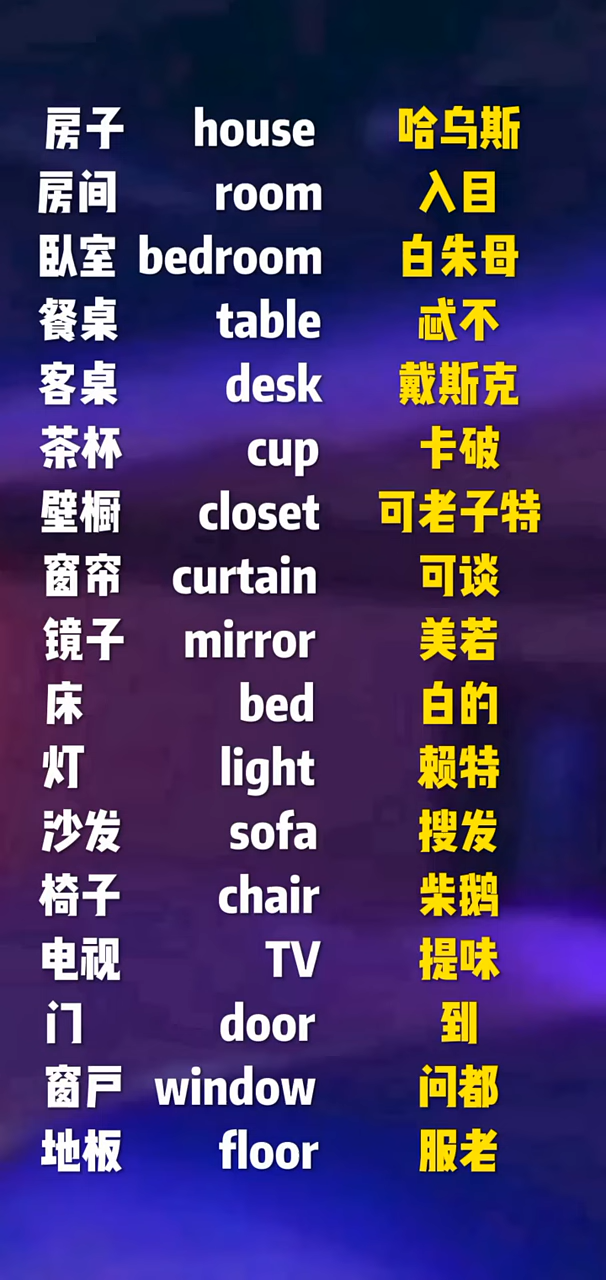 房子 house 哈乌斯
房间 room 入目
卧室 bedroom 白朱母
餐桌 table 忒不
客桌 desk 戴斯克
茶杯 cup 卡破
壁橱 closet 可老子特
窗帘 curtain 可谈
镜子 mirror 美若
床 bed 白的
灯 light 赖特
沙发 sofa 搜发
椅子 chair 柴鹅
电视 TV 提味
门 door 到
窗户 window 问都
地板 floor 服老